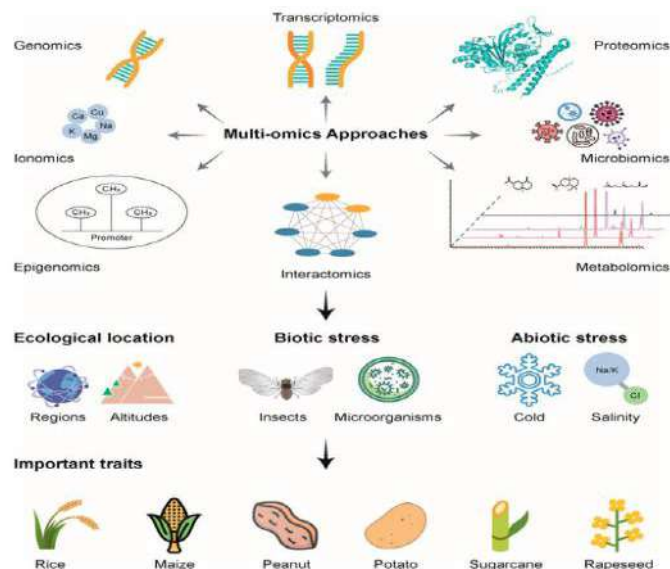 Transcriptomics
Genomics
Proteomics
Ca
Cu
K
Na
Mg
Multi-omics Approaches
Ionomics
Microbiomics
CH₃
CH₃
CH₃
Promoter
Epigenomics
Interactomics
Metabolomics
Ecological location
Biotic stress
Abiotic stress
Na/K
Cl
Regions
Altitudes
Insects
Microorganisms
Cold
Salinity
Important traits
Rice
Maize
Peanut
Potato
Sugarcane
Rapeseed